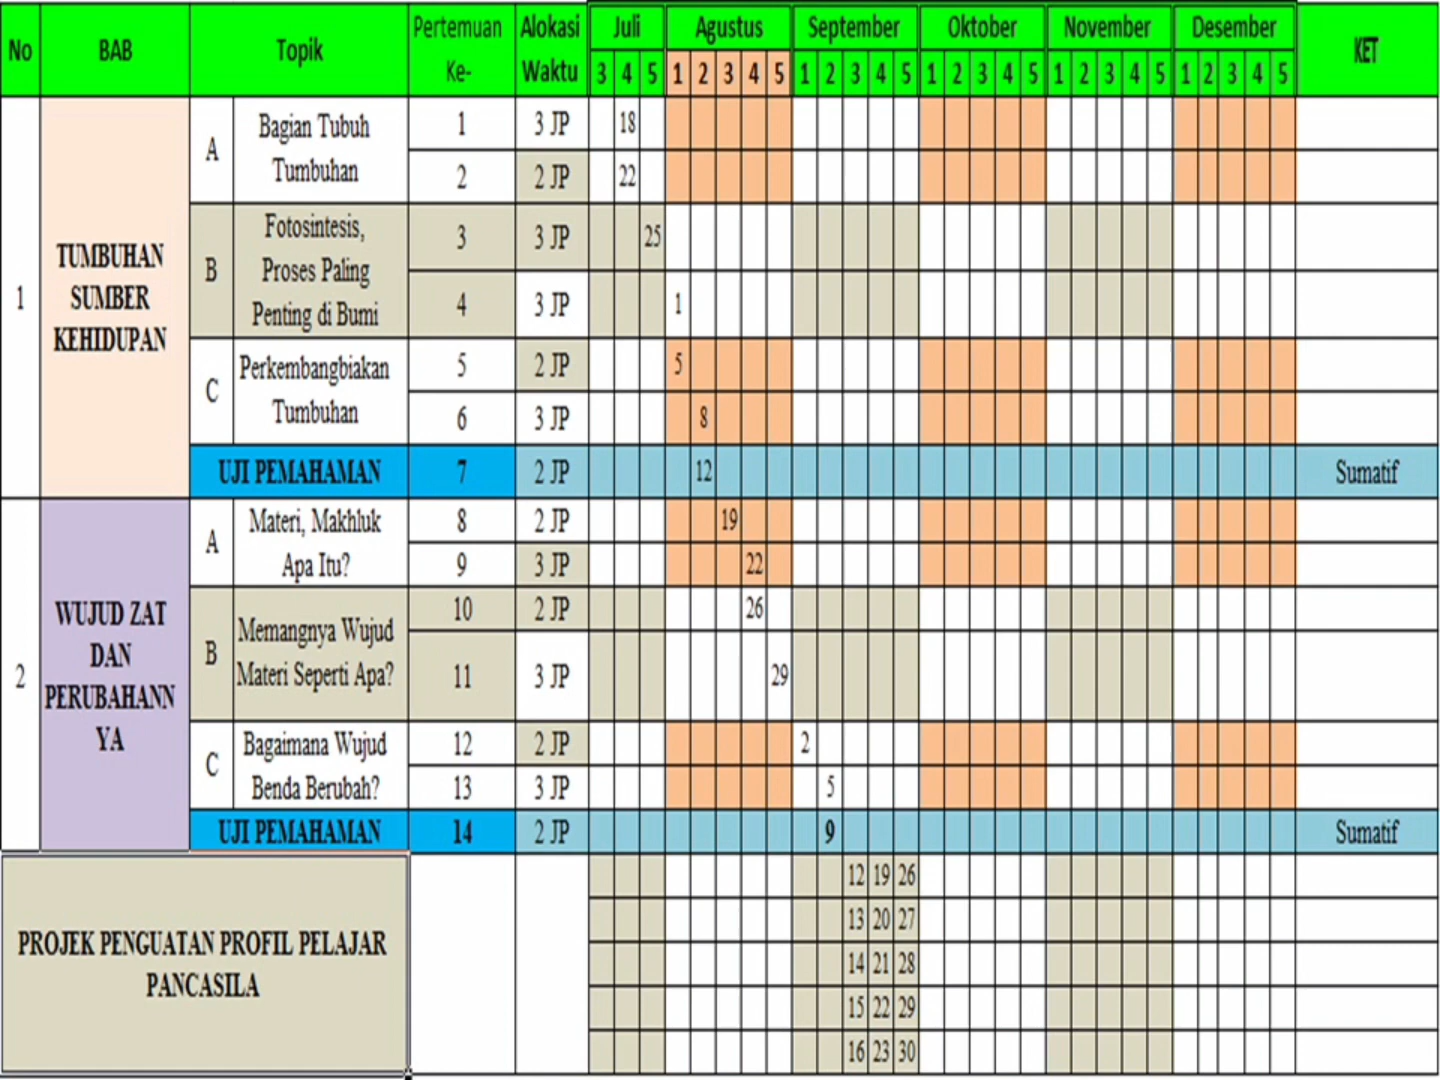 No BAB Topik Pertemuan Ke- Alokasi Waktu Juli Agustus September Oktober November Desember KET
3 4 5 1 2 3 4 5 1 2 3 4 5 1 2 3 4 5 1 2 3 4 5 1 2 3 4 5
1 TUMBUHAN SUMBER KEHIDUPAN
A Bagian Tubuh Tumbuhan
1 3 JP 18
2 2 JP 22
B Fotosintesis, Proses Paling Penting di Bumi
3 3 JP 25
4 3 JP 1
C Perkembangbiakan Tumbuhan
5 2 JP 5
6 3 JP 8
UJI PEMAHAMAN 7 2 JP 12 Sumatif
2 WUJUD ZAT DAN PERUBAHANN YA
A Materi, Makhluk Apa Itu?
8 2 JP 19
9 3 JP 22
B Memangnya Wujud Materi Seperti Apa?
10 2 JP 26
11 3 JP 29
C Bagaimana Wujud Benda Berubah?
12 2 JP 2
13 3 JP 5
UJI PEMAHAMAN 14 2 JP 9 Sumatif
PROJEK PENGUATAN PROFIL PELAJAR
PANCASILA
12 19 26
13 20 27
14 21 28
15 22 29
16 23 30